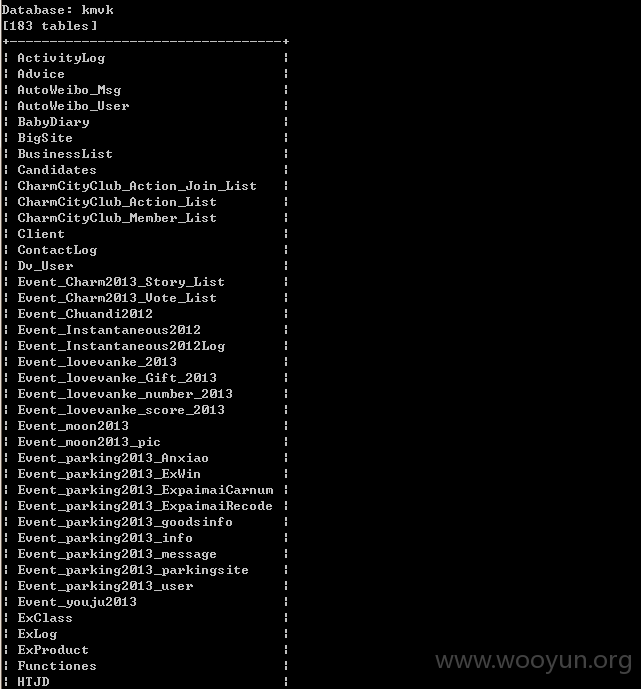 Database: kmvk
[183 tables]
+----------------------------------+
| ActivityLog |
| Advice |
| AutoWeibo_Msg |
| AutoWeibo_User |
| BabyDiary |
| BigSite |
| BusinessList |
| Candidates |
| CharmCityClub_Action_Join_List |
| CharmCityClub_Action_List |
| CharmCityClub_Member_List |
| Client |
| ContactLog |
| Dv_User |
| Event_Charm2013_Story_List |
| Event_Charm2013_Vote_List |
| Event_Chuandi2012 |
| Event_Instantaneous2012 |
| Event_Instantaneous2012Log |
| Event_lovevanke_2013 |
| Event_lovevanke_Gift_2013 |
| Event_lovevanke_number_2013 |
| Event_lovevanke_score_2013 |
| Event_moon2013 |
| Event_moon2013_pic |
| Event_parking2013_Anxiao |
| Event_parking2013_ExWin |
| Event_parking2013_ExpaimaiCarnum |
| Event_parking2013_ExpaimaiRecode |
| Event_parking2013_goodsinfo |
| Event_parking2013_info |
| Event_parking2013_message |
| Event_parking2013_parkingsite |
| Event_parking2013_user |
| Event_youju2013 |
| ExClass |
| ExLog |
| ExProduct |
| Functiones |
| HTJD |
www.wooyun.org